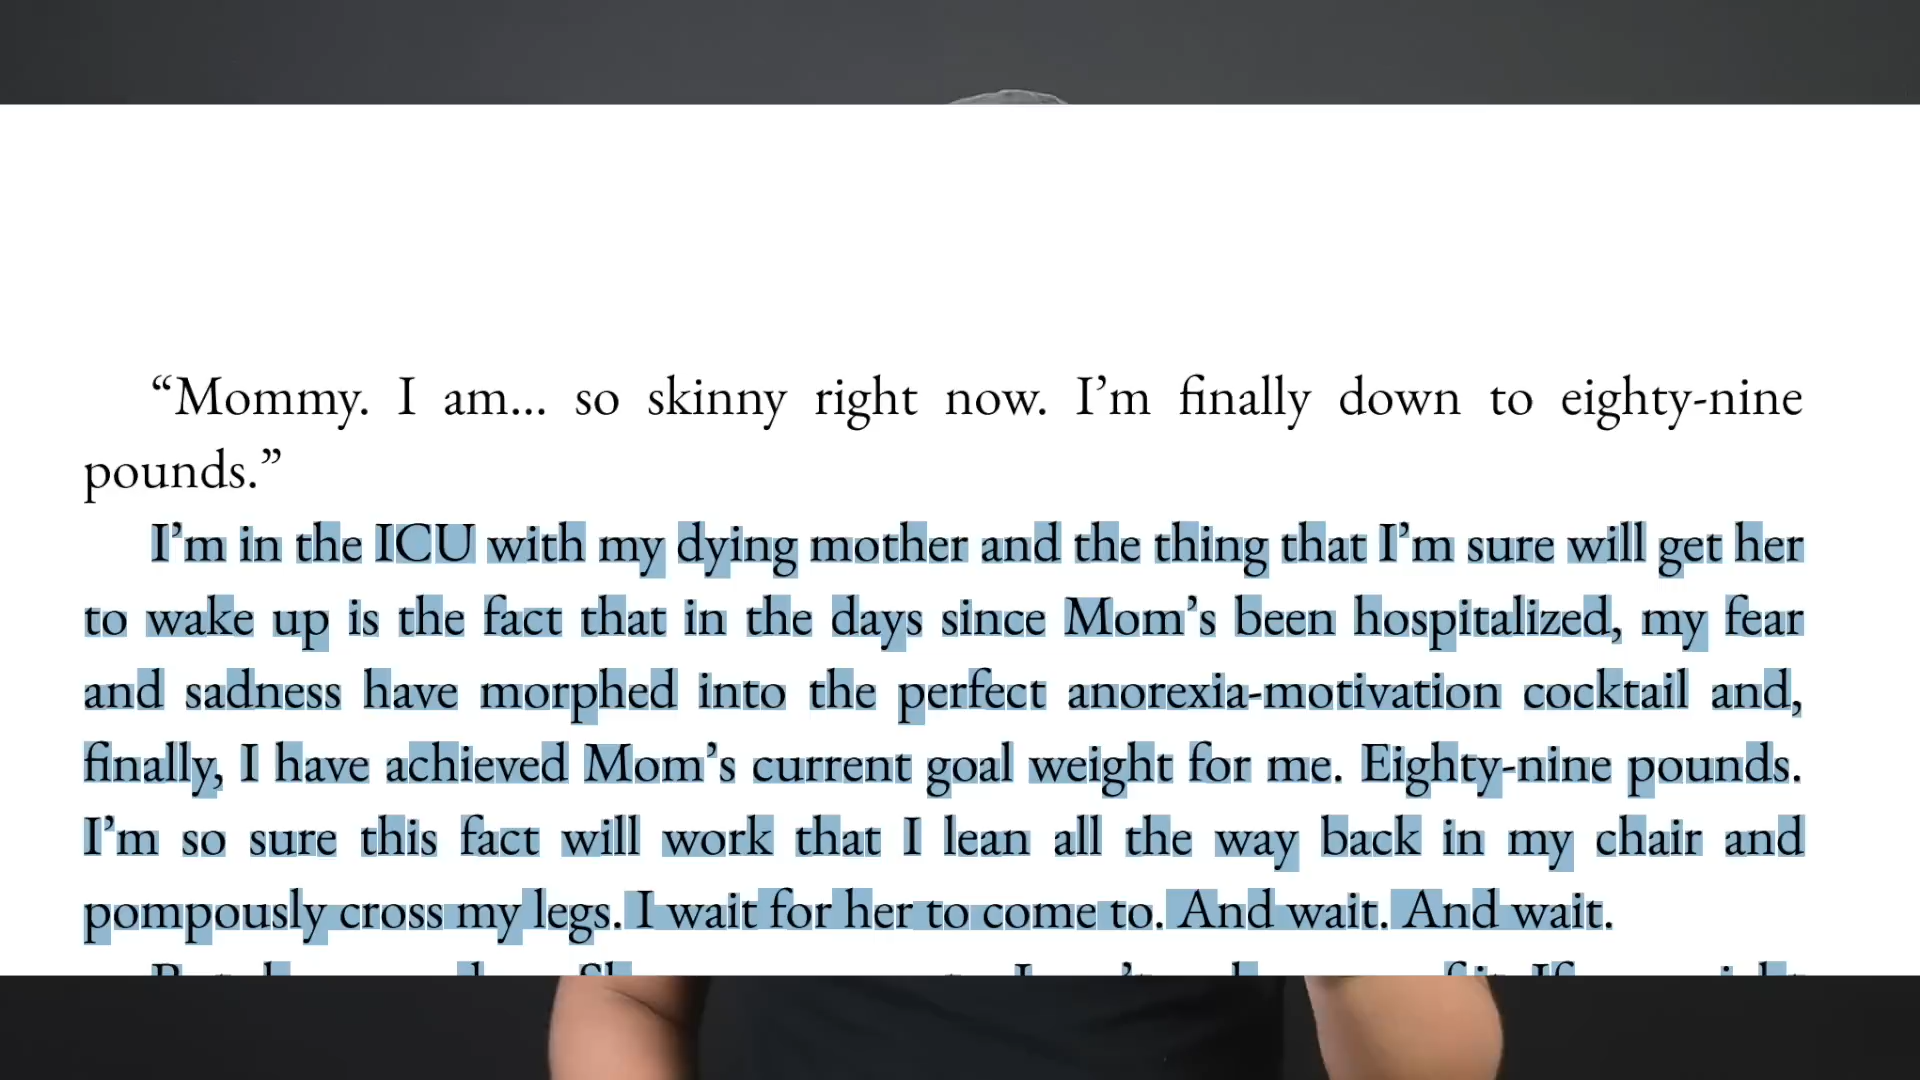 “Mommy. I am... so skinny right now. I’m finally down to eighty-nine
pounds.”
I’m in the ICU with my dying mother and the thing that I’m sure will get her
to wake up is the fact that in the days since Mom’s been hospitalized, my fear
and sadness have morphed into the perfect anorexia-motivation cocktail and,
finally, I have achieved Mom’s current goal weight for me. Eighty-nine pounds.
I’m so sure this fact will work that I lean all the way back in my chair and
pompously cross my legs. I wait for her to come to. And wait. And wait.